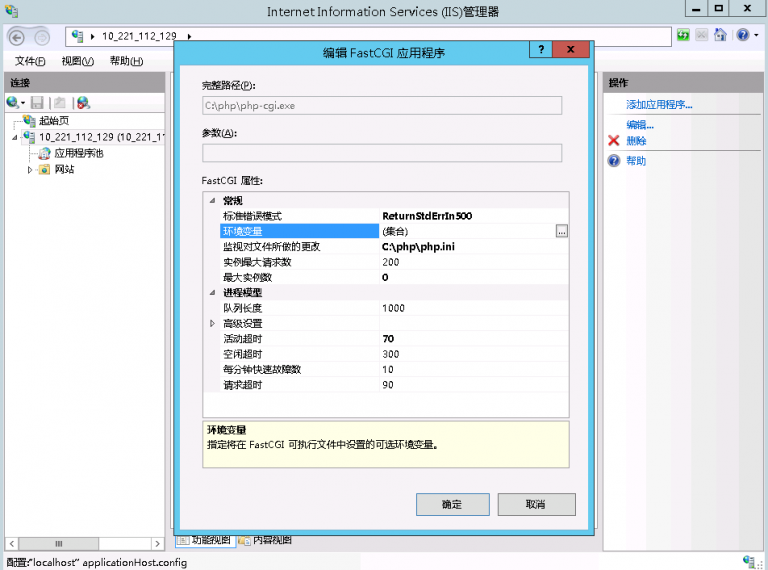 Internet Information Services (IIS)管理器
10_221_112_129
文件(F) 视图(V) 帮助(H)
连接
起始页
10_221_112_129 (10_221_11
应用程序池
网站
编辑 FastCGI 应用程序
?
完整路径(P):
C:\php\php-cgi.exe
参数(A):
FastCGI 属性:
常规
标准错误模式 ReturnStdErrIn500
环境变量 (集合) ...
监视对文件所做的更改 C:\php\php.ini
实例最大请求数 200
最大实例数 0
进程模型
队列长度 1000
高级设置
活动超时 70
空闲超时 300
每分钟快速故障数 10
请求超时 90
环境变量
指定将在 FastCGI 可执行文件中设置的可选环境变量。
确定 取消
操作
添加应用程序...
编辑...
删除
帮助
功能视图 内容视图
配置:"localhost" applicationHost.config